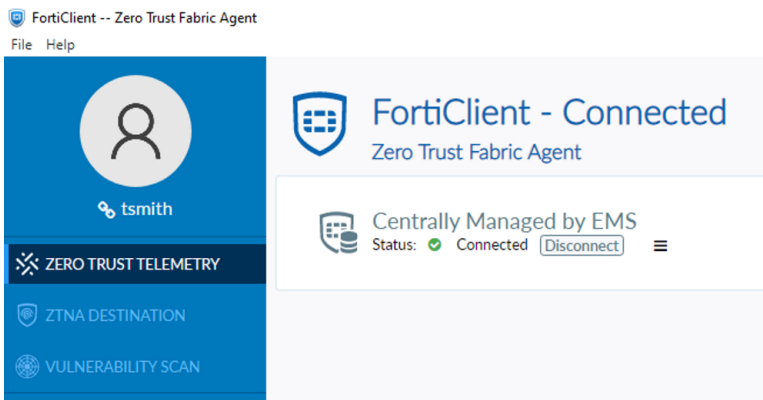 FortiClient -- Zero Trust Fabric Agent
File Help
tsmith
ZERO TRUST TELEMETRY
ZTNA DESTINATION
VULNERABILITY SCAN
FortiClient - Connected
Zero Trust Fabric Agent
Centrally Managed by EMS
Status: Connected Disconnect